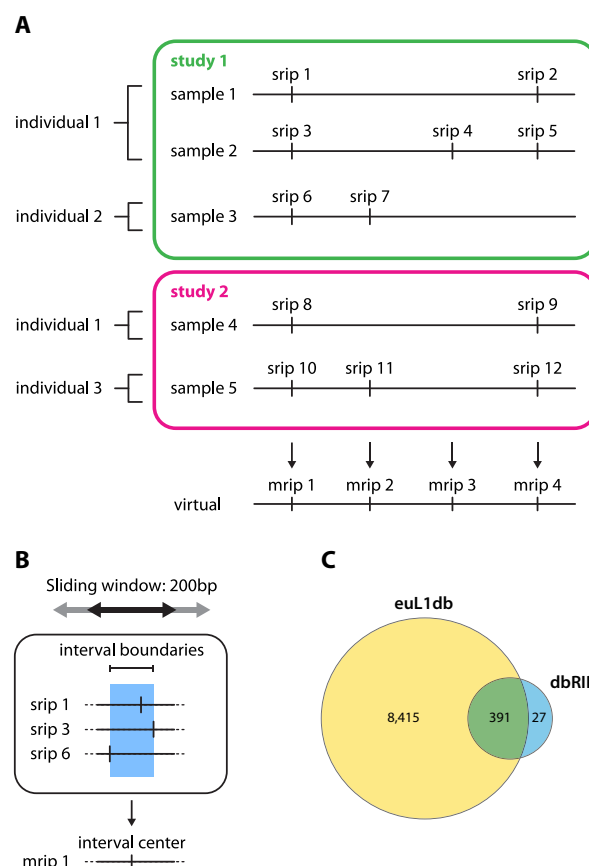 A
study 1
srip 1 srip 2
sample 1
individual 1
srip 3 srip 4 srip 5
sample 2
srip 6 srip 7
individual 2 sample 3
study 2
srip 8 srip 9
individual 1 sample 4
srip 10 srip 11 srip 12
individual 3 sample 5
mrip 1 mrip 2 mrip 3 mrip 4
virtual
B
Sliding window: 200bp
interval boundaries
srip 1
srip 3
srip 6
interval center
mrip 1
C
euL1db
dbRI
8,415 391 27